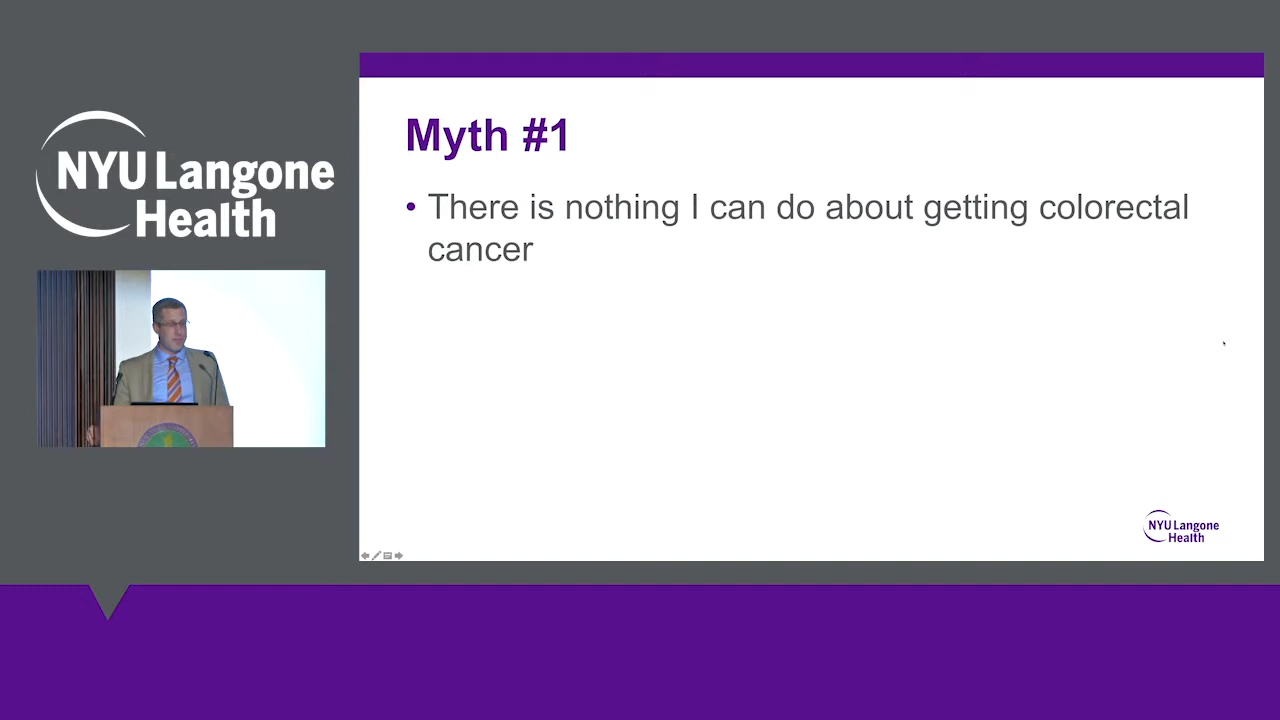 NYU Langone
Health
Myth #1
• There is nothing I can do about getting colorectal
cancer
NYU Langone
Health